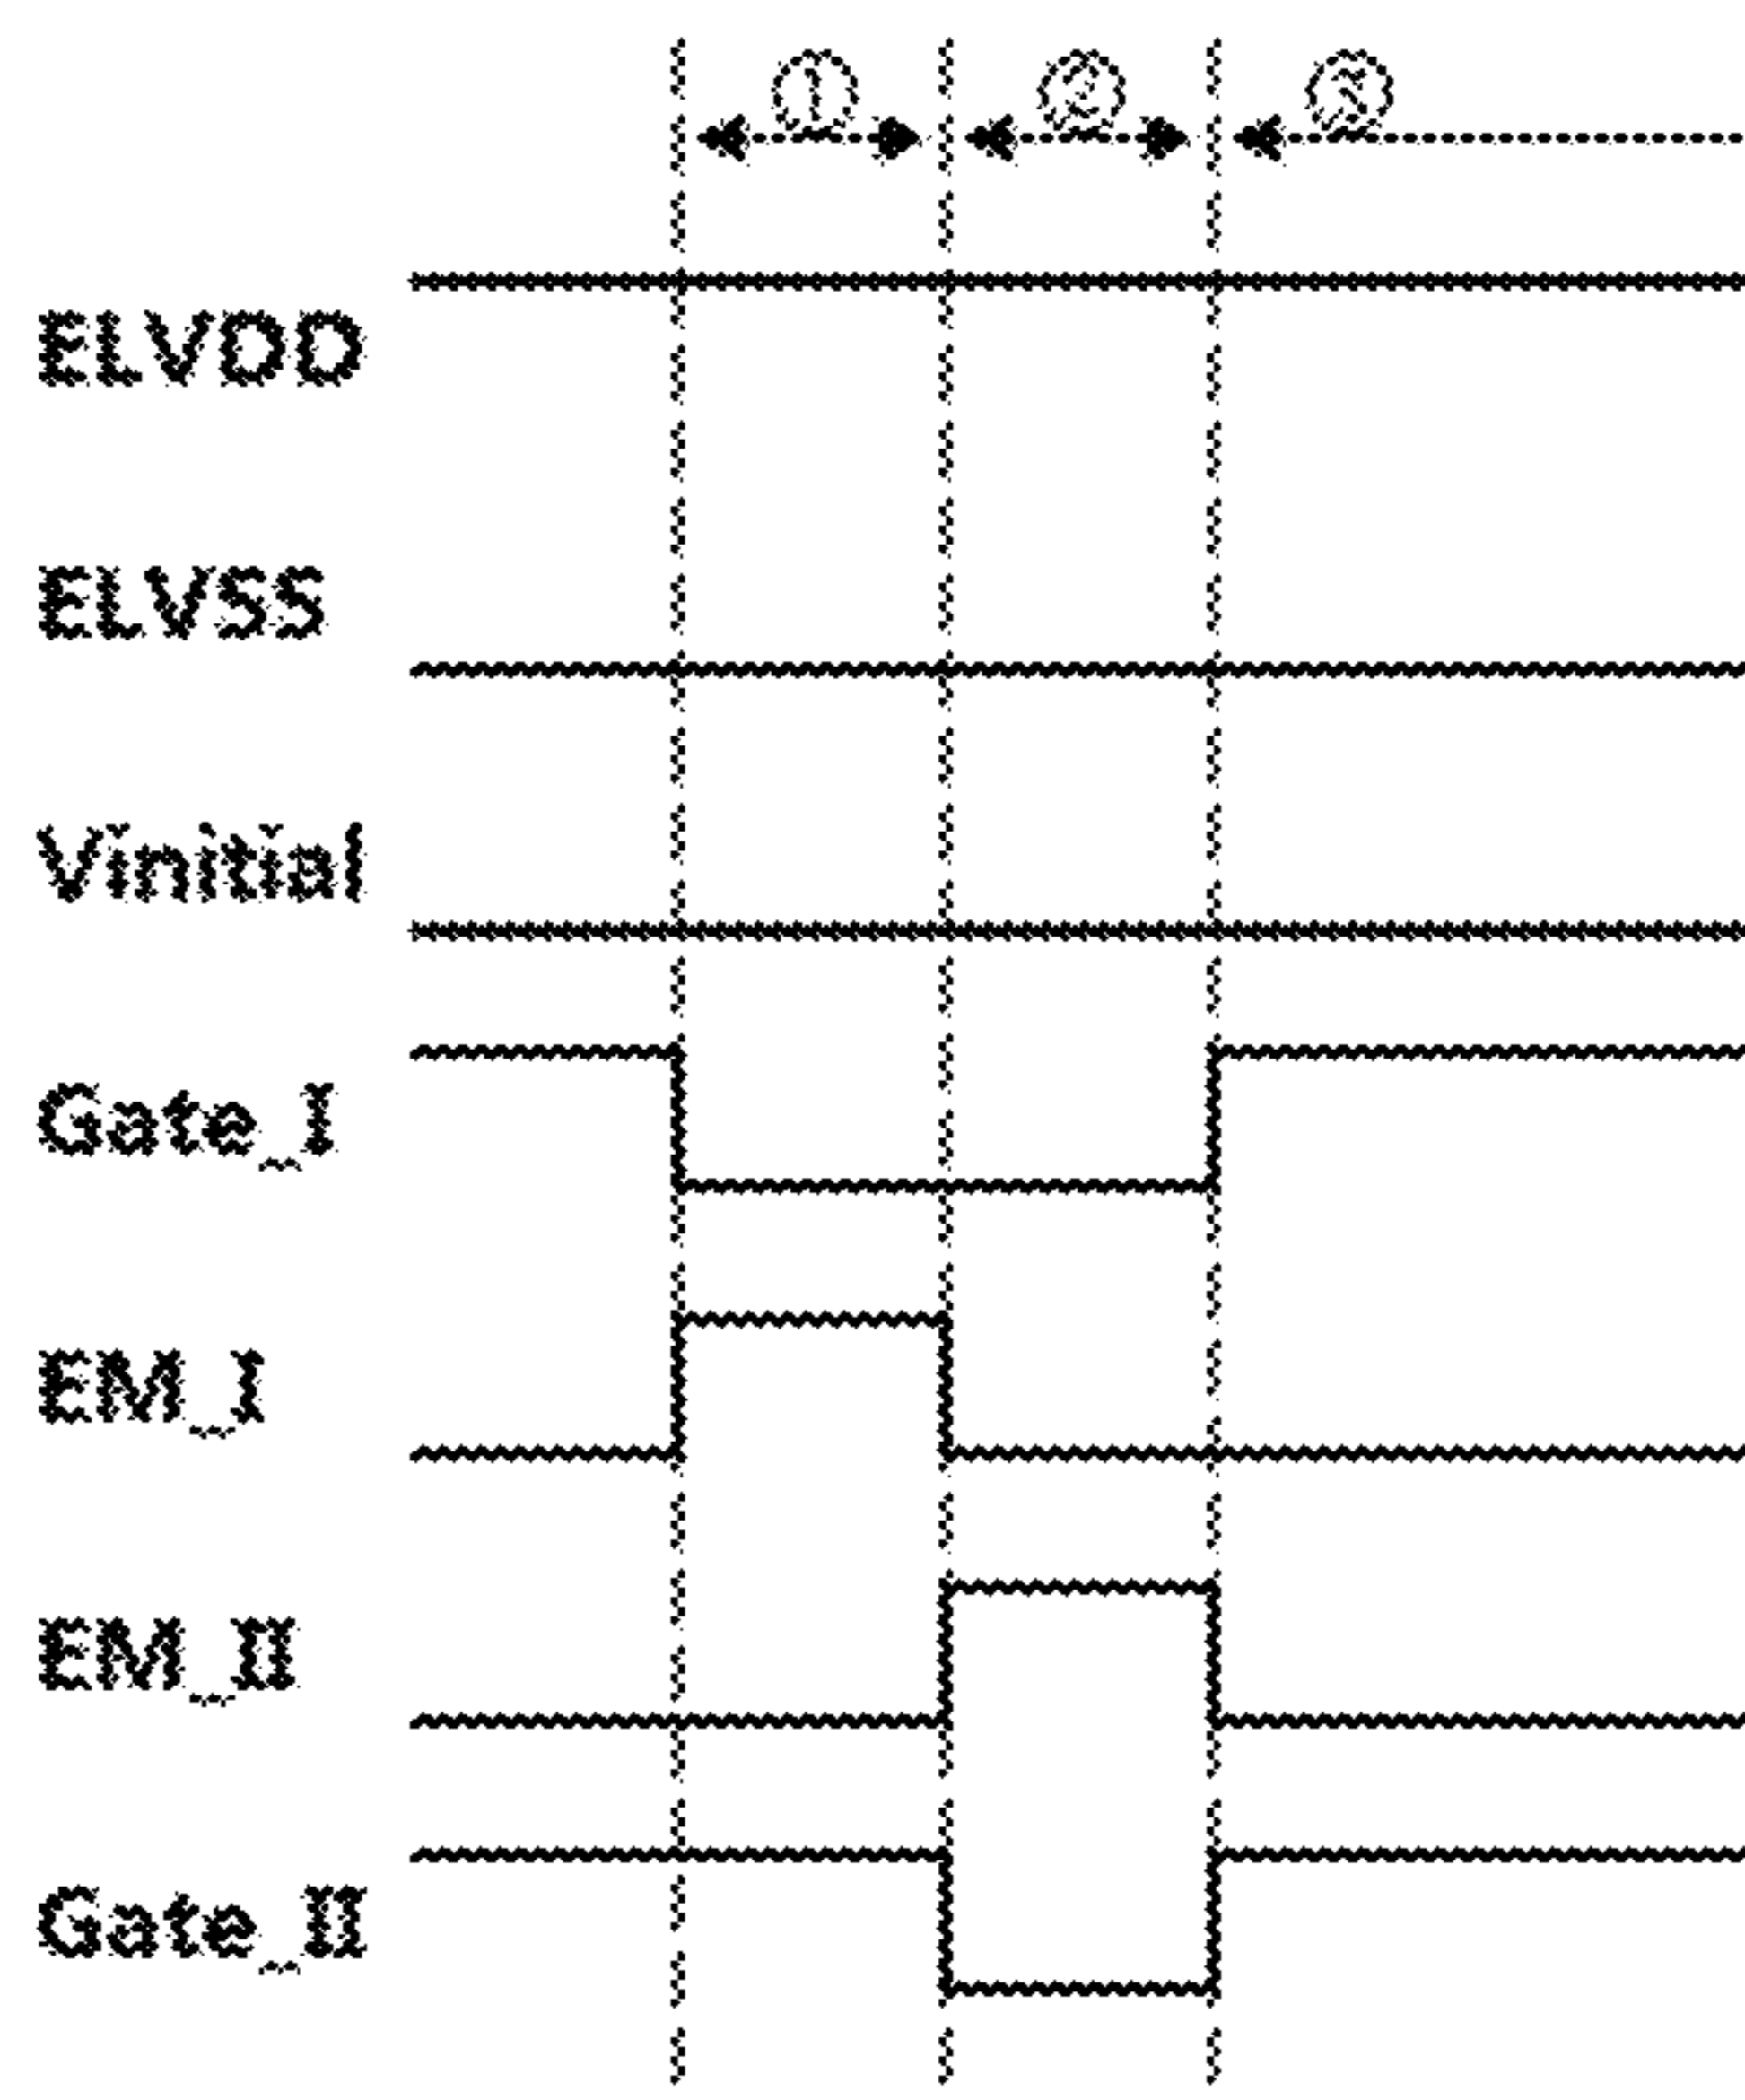 ① ② ③
ELVDD
ELVSS
Vinitial
Gate_I
EM_I
EM_II
Gate_II